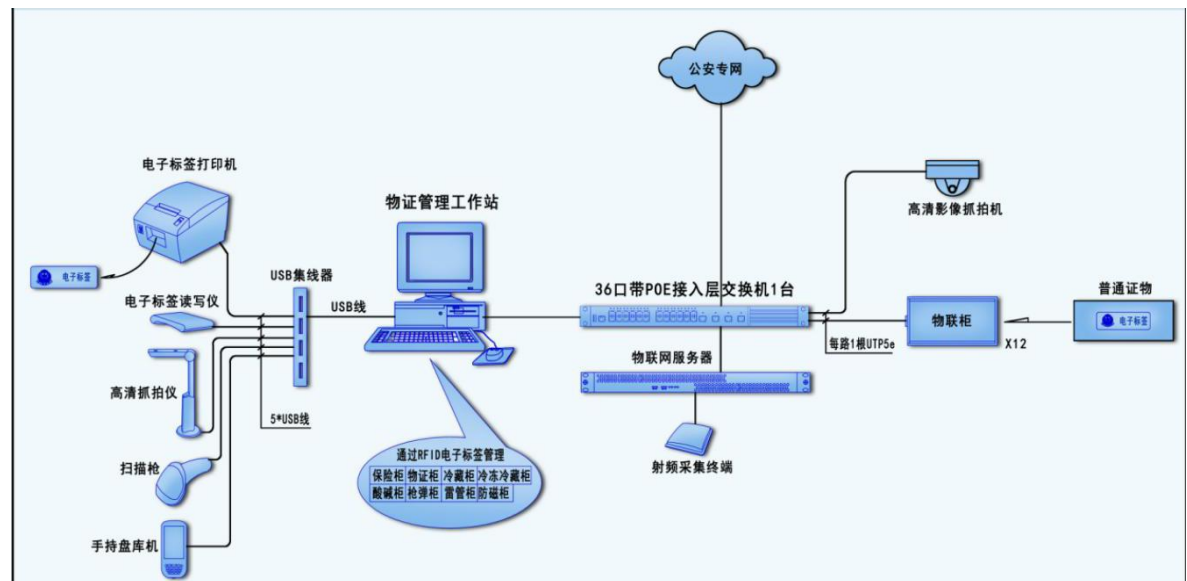 公安专网
电子标签打印机
物证管理工作站
高清影像抓拍机
电子标签
USB集线器
电子标签读写仪
USB线
36口带POE接入层交换机1台
普通证物
物联柜
电子标签
X12
每路1根UTP5e
物联网服务器
高清抓拍仪
5*USB线
通过RFID电子标签管理
保险柜 物证柜 冷藏柜 冷冻冷藏柜
酸碱柜 枪弹柜 雷管柜 防磁柜
射频采集终端
扫描枪
手持盘库机